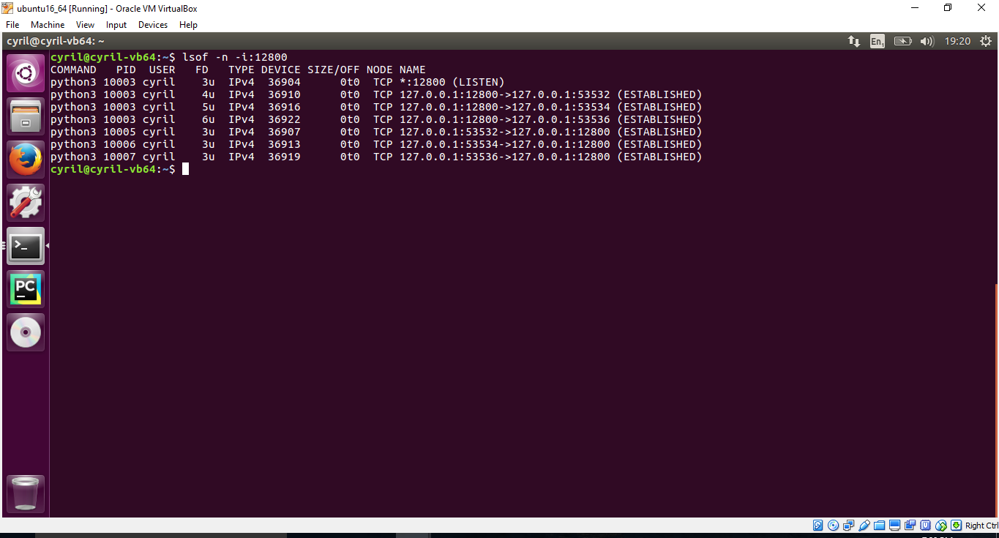 ubuntu16_64 [Running] - Oracle VM VirtualBox
File Machine View Input Devices Help
cyril@cyril-vb64: ~ En1 19:20
cyril@cyril-vb64:~$ lsof -n -i:12800
COMMAND PID USER FD TYPE DEVICE SIZE/OFF NODE NAME
python3 10003 cyril 3u IPv4 36904 0t0 TCP *:12800 (LISTEN)
python3 10003 cyril 4u IPv4 36910 0t0 TCP 127.0.0.1:12800->127.0.0.1:53532 (ESTABLISHED)
python3 10003 cyril 5u IPv4 36916 0t0 TCP 127.0.0.1:12800->127.0.0.1:53534 (ESTABLISHED)
python3 10003 cyril 6u IPv4 36922 0t0 TCP 127.0.0.1:12800->127.0.0.1:53536 (ESTABLISHED)
python3 10005 cyril 3u IPv4 36907 0t0 TCP 127.0.0.1:53532->127.0.0.1:12800 (ESTABLISHED)
python3 10006 cyril 3u IPv4 36913 0t0 TCP 127.0.0.1:53534->127.0.0.1:12800 (ESTABLISHED)
python3 10007 cyril 3u IPv4 36919 0t0 TCP 127.0.0.1:53536->127.0.0.1:12800 (ESTABLISHED)
cyril@cyril-vb64:~$
>_
PC
Right Ctrl